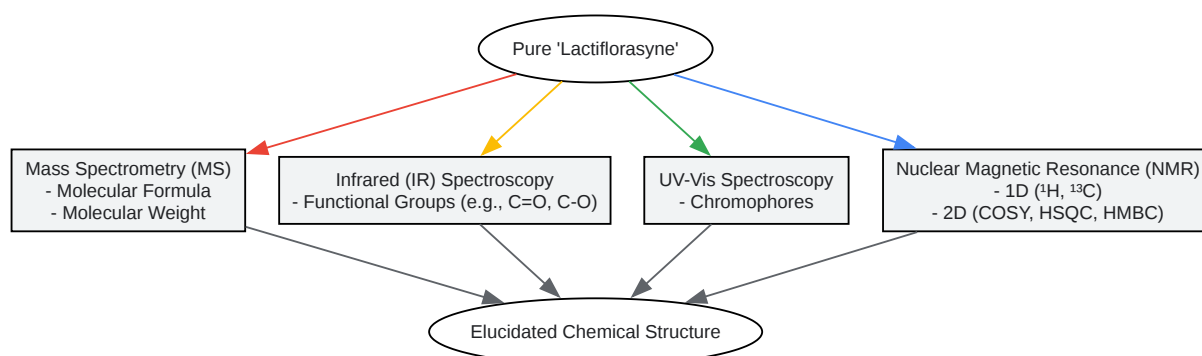 Pure 'Lactiflorasyne'
Mass Spectrometry (MS)
- Molecular Formula
- Molecular Weight
Infrared (IR) Spectroscopy
- Functional Groups (e.g., C=O, C-O)
UV-Vis Spectroscopy
- Chromophores
Nuclear Magnetic Resonance (NMR)
- 1D (¹H, ¹³C)
- 2D (COSY, HSQC, HMBC)
Elucidated Chemical Structure